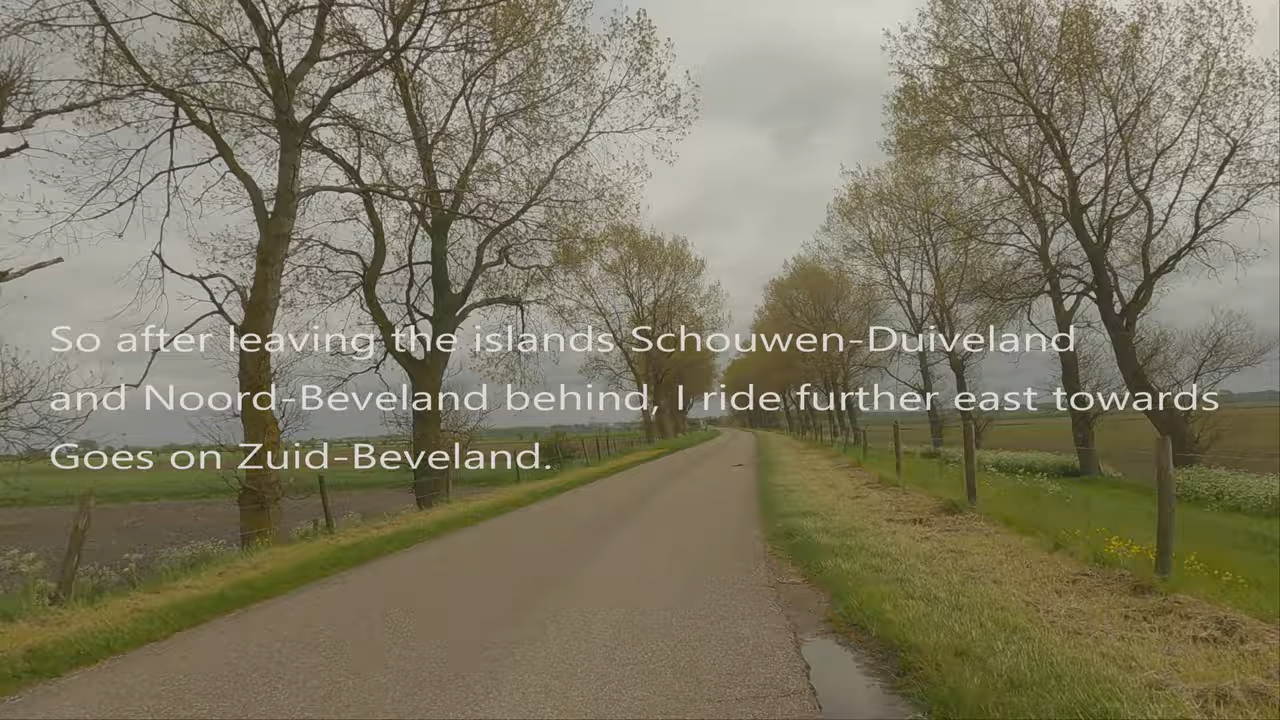 So after leaving the islands Schouwen-Duiveland
and Noord-Beveland behind, I ride further east towards
Goes on Zuid-Beveland.